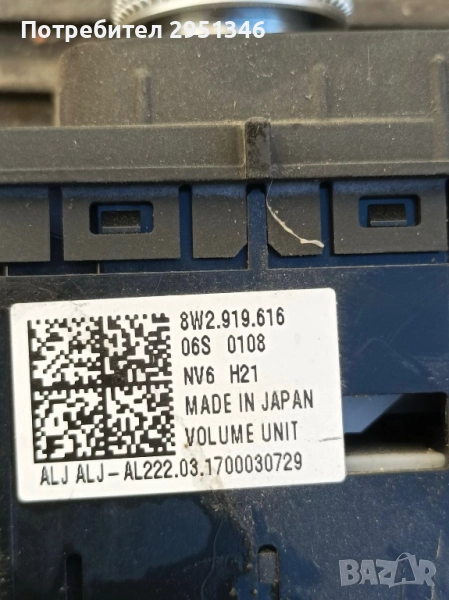 Потребител 2951346
8W2.919.616
06S 0108
NV6 H21
MADE IN JAPAN
VOLUME UNIT
ALJ ALJ-AL222.03.1700030729
BAZAR